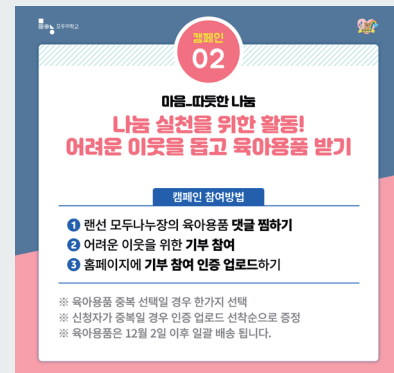 모두누학교
캠페인
02
마음_따뜻한 나눔
나눔 실천을 위한 활동!
어려운 이웃을 돕고 육아용품 받기
캠페인 참여방법
1 랜선 모두나누장의 육아용품 댓글 찜하기
2 어려운 이웃을 위한 기부 참여
3 홈페이지에 기부 참여 인증 업로드하기
※ 육아용품 중복 선택일 경우 한가지 선택
※ 신청자가 중복일 경우 인증 업로드 선착순으로 증정
※ 육아용품은 12월 2일 이후 일괄 배송 됩니다.